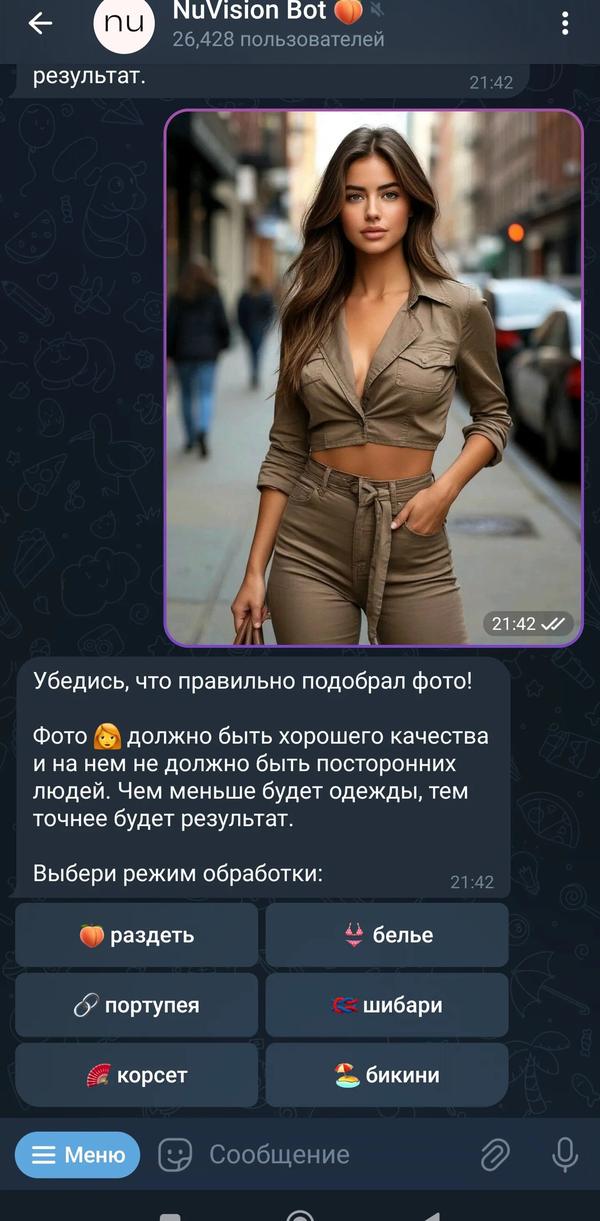 nu
NuVision Bot 🍑
26,428 пользователей
результат.
21:42
21:42
Убедись, что правильно подобрал фото!
Фото 👩 должно быть хорошего качества
и на нем не должно быть посторонних
людей. Чем меньше будет одежды, тем
точнее будет результат.
Выбери режим обработки:
21:42
🍑 раздеть
👙 белье
🔗 портупея
🪢 шибари
🪭 корсет
🏖 бикини
Меню
Сообщение